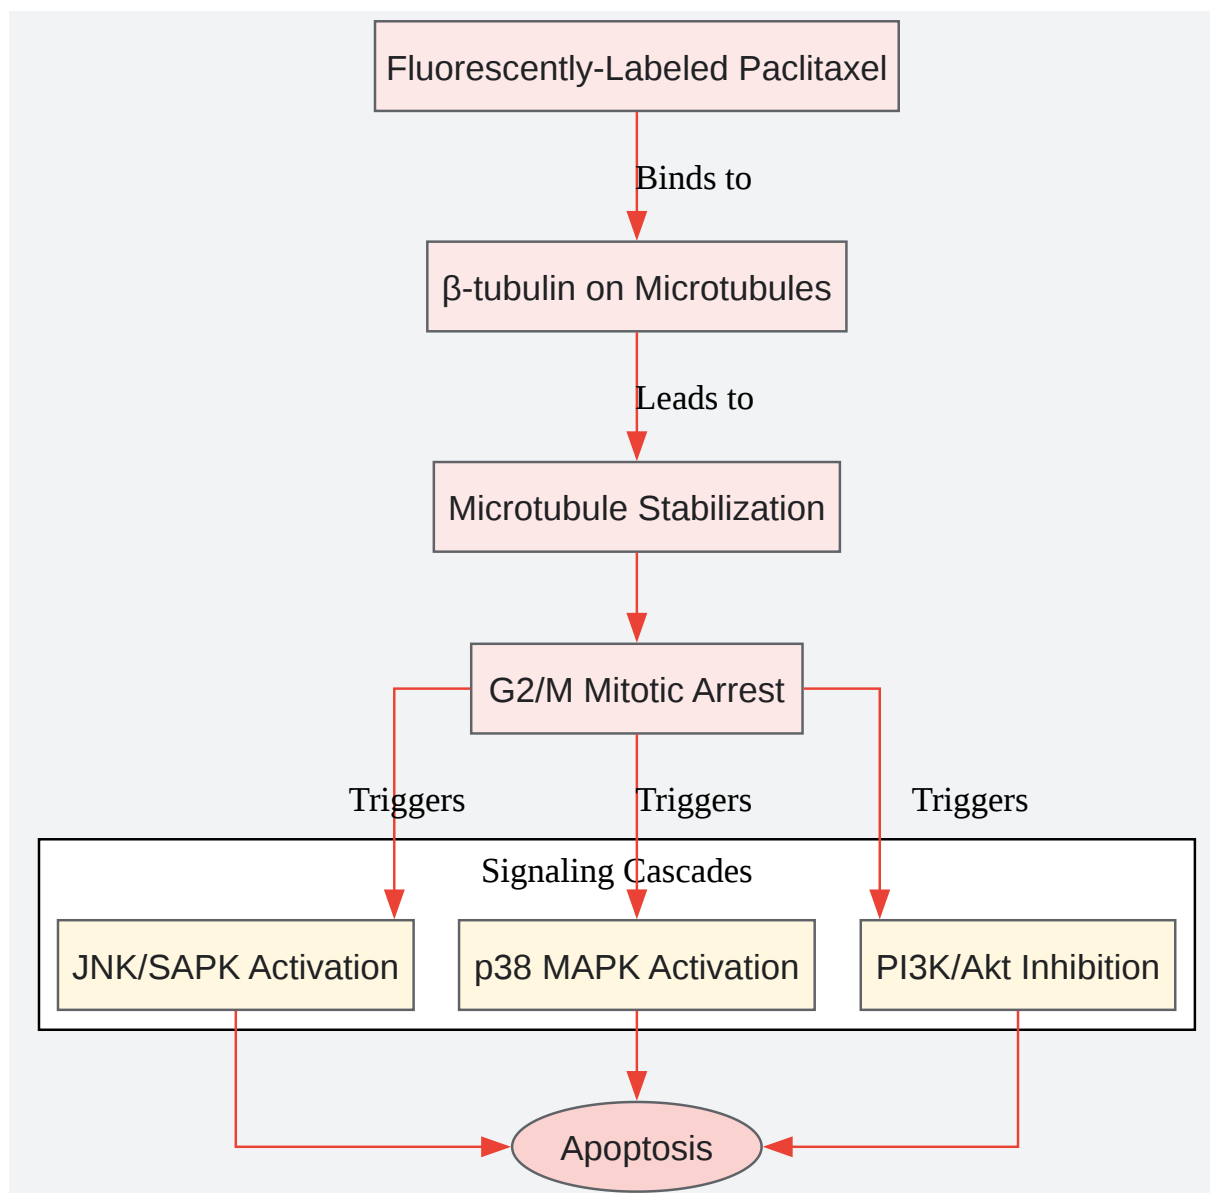 Fluorescently-Labeled Paclitaxel
Binds to
β-tubulin on Microtubules
Leads to
Microtubule Stabilization
G2/M Mitotic Arrest
Triggers
Triggers
Triggers
Signaling Cascades
JNK/SAPK Activation
p38 MAPK Activation
PI3K/Akt Inhibition
Apoptosis